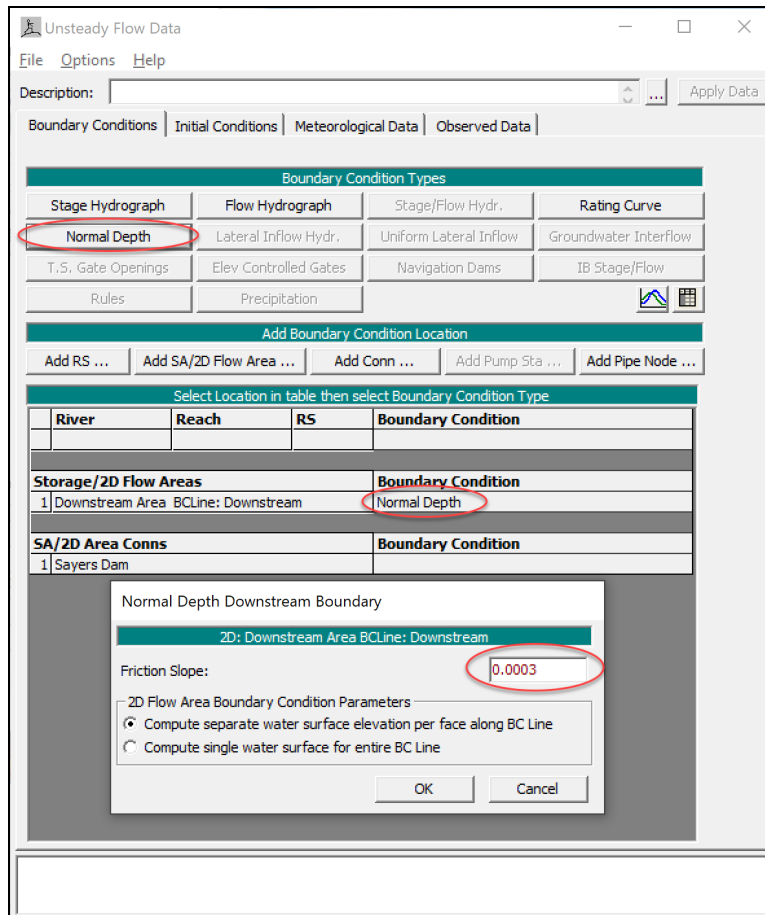 Unsteady Flow Data
File Options Help
Description: ... Apply Data
Boundary Conditions Initial Conditions Meteorological Data Observed Data
Boundary Condition Types
Stage Hydrograph Flow Hydrograph Stage/Flow Hydr. Rating Curve
Normal Depth Lateral Inflow Hydr. Uniform Lateral Inflow Groundwater Interflow
T.S. Gate Openings Elev Controlled Gates Navigation Dams IB Stage/Flow
Rules Precipitation
Add Boundary Condition Location
Add RS ... Add SA/2D Flow Area ... Add Conn ... Add Pump Sta ... Add Pipe Node ...
Select Location in table then select Boundary Condition Type
River Reach RS Boundary Condition
Storage/2D Flow Areas Boundary Condition
1 Downstream Area BCLine: Downstream Normal Depth
SA/2D Area Conns Boundary Condition
1 Sayers Dam
Normal Depth Downstream Boundary
2D: Downstream Area BCLine: Downstream
Friction Slope: 0.0003
2D Flow Area Boundary Condition Parameters
Compute separate water surface elevation per face along BC Line
Compute single water surface for entire BC Line
OK Cancel